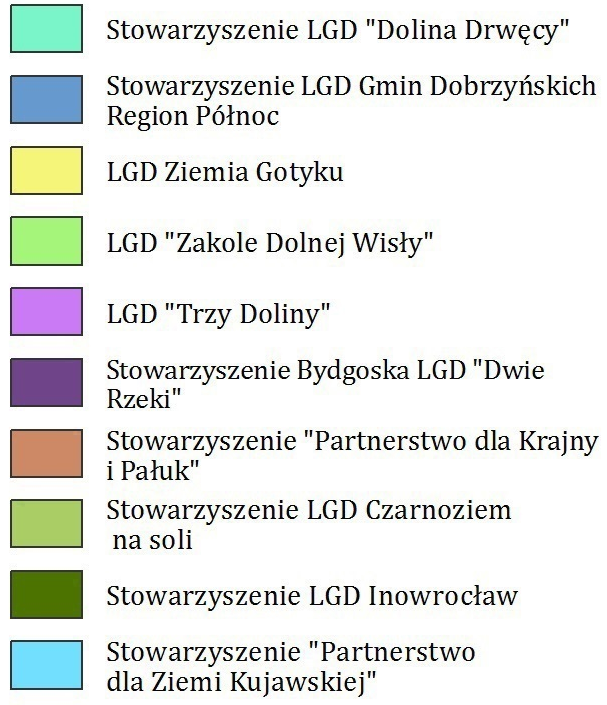 Stowarzyszenie LGD "Dolina Drwęcy"
Stowarzyszenie LGD Gmin Dobrzyńskich
Region Północ
LGD Ziemia Gotyku
LGD "Zakole Dolnej Wisły"
LGD "Trzy Doliny"
Stowarzyszenie Bydgoska LGD "Dwie
Rzeki"
Stowarzyszenie "Partnerstwo dla Krajny
i Pałuk"
Stowarzyszenie LGD Czarnoziem
na soli
Stowarzyszenie LGD Inowrocław
Stowarzyszenie "Partnerstwo
dla Ziemi Kujawskiej"